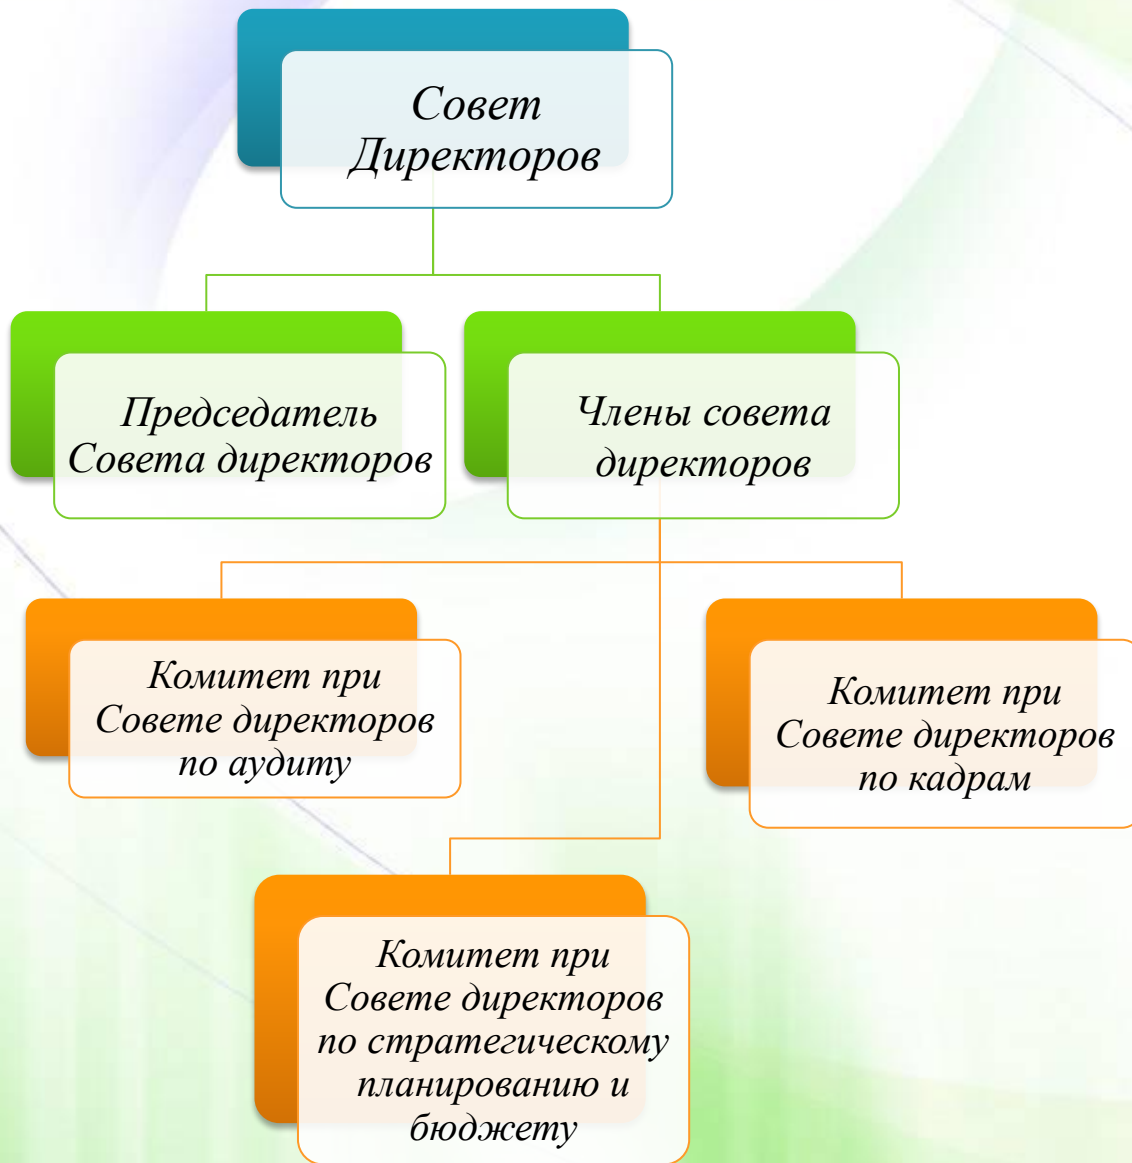 Совет
Директоров
Председатель
Совета директоров
Члены совета
директоров
Комитет при
Совете директоров
по аудиту
Комитет при
Совете директоров
по кадрам
Комитет при
Совете директоров
по стратегическому
планированию и
бюджету